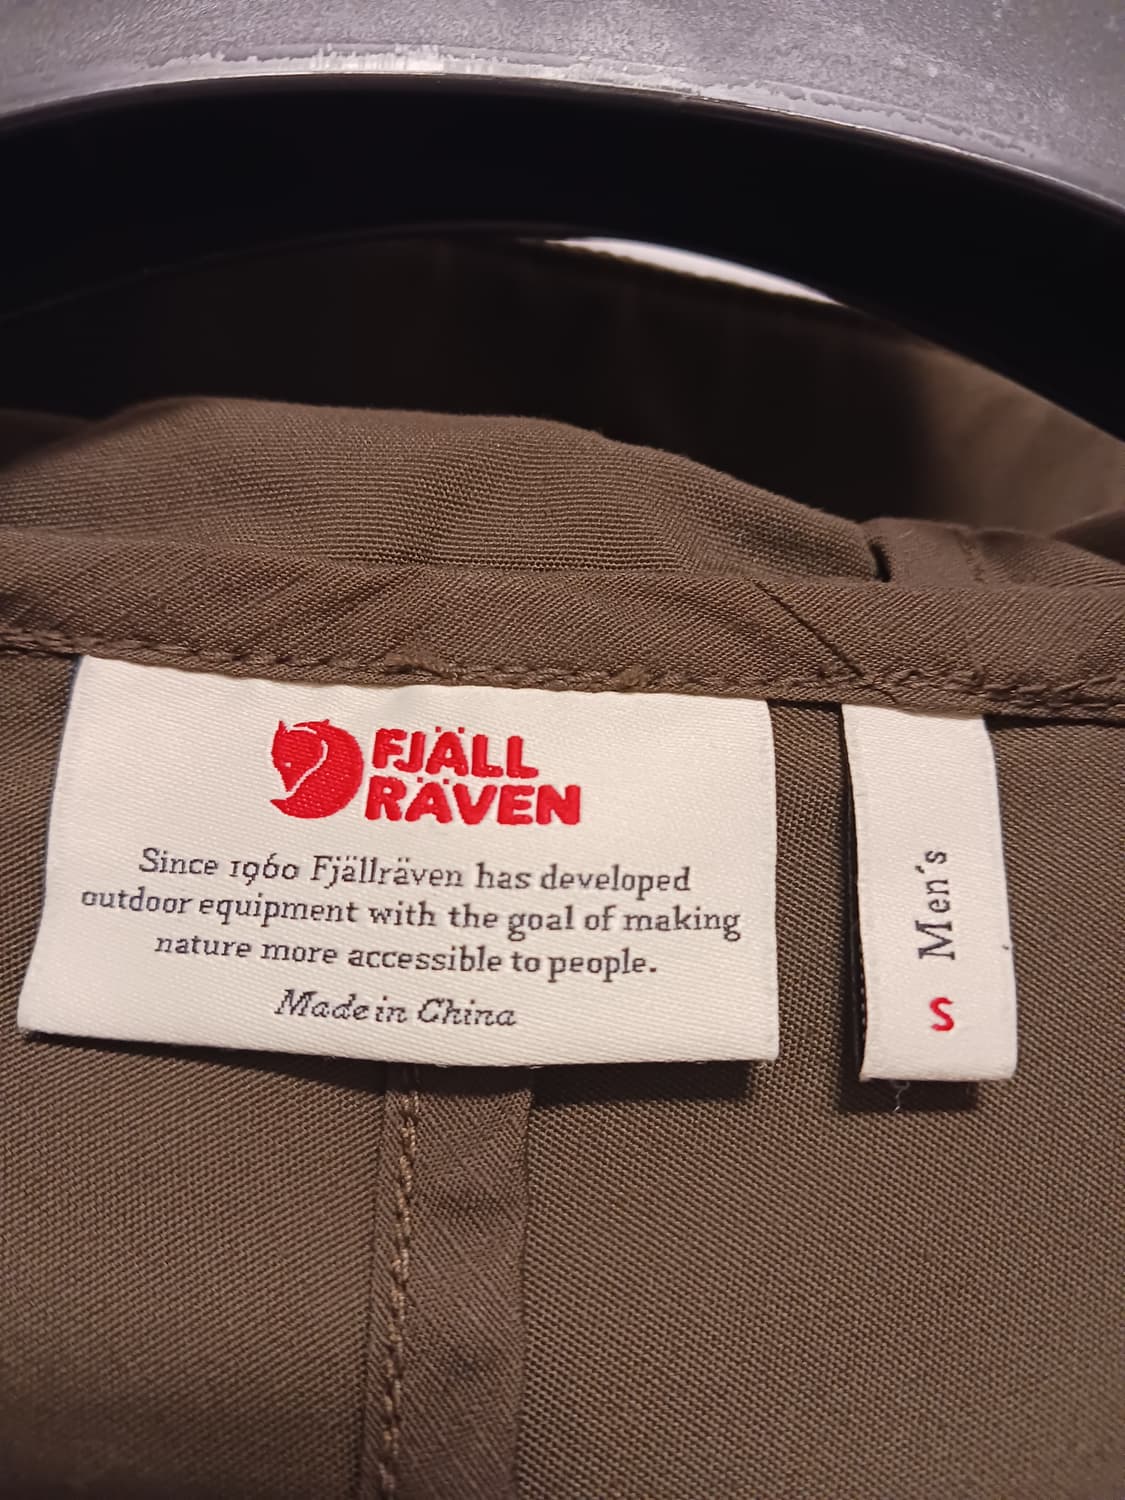 FJÄLL
RÄVEN
Since 1960 Fjällräven has developed
outdoor equipment with the goal of making
nature more accessible to people.
Made in China
Men´s
S